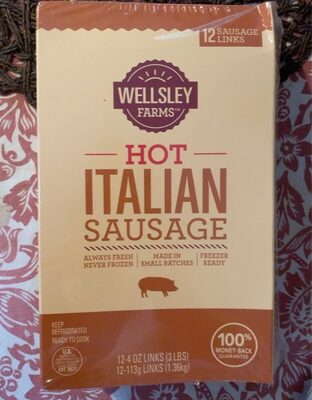 12 SAUSAGE
LINKS
WELLSLEY
FARMS™
HOT
ITALIAN
SAUSAGE
ALWAYS FRESH
NEVER FROZEN
MADE IN
SMALL BATCHES
FREEZER
READY
KEEP
REFRIGERATED
READY TO COOK
U.S.
12-4 OZ LINKS (3 LBS)
12-113g LINKS (1.36kg)
100%
MONEY-BACK
GUARANTEE